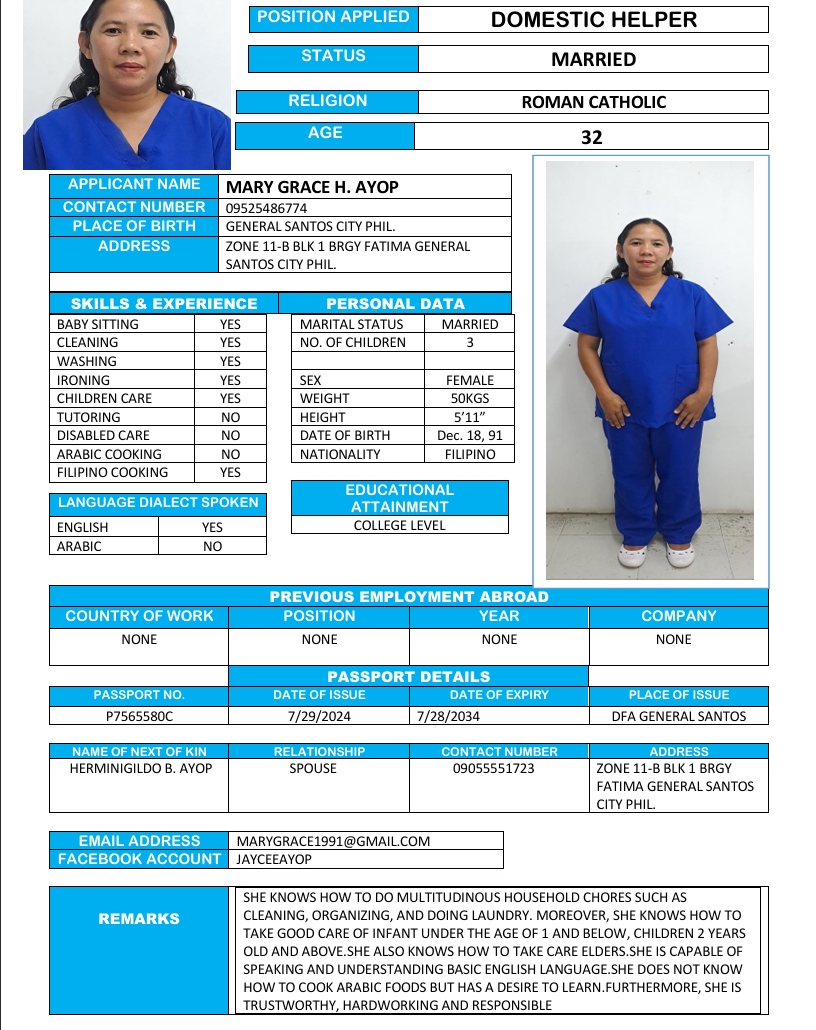 POSITION APPLIED DOMESTIC HELPER
STATUS MARRIED
RELIGION ROMAN CATHOLIC
AGE 32
APPLICANT NAME MARY GRACE H. AYOP
CONTACT NUMBER 09525486774
PLACE OF BIRTH GENERAL SANTOS CITY PHIL.
ADDRESS ZONE 11-B BLK 1 BRGY FATIMA GENERAL
SANTOS CITY PHIL.
SKILLS & EXPERIENCE
BABY SITTING YES
CLEANING YES
WASHING YES
IRONING YES
CHILDREN CARE YES
TUTORING NO
DISABLED CARE NO
ARABIC COOKING NO
FILIPINO COOKING YES
LANGUAGE DIALECT SPOKEN
ENGLISH YES
ARABIC NO
PERSONAL DATA
MARITAL STATUS MARRIED
NO. OF CHILDREN 3
SEX FEMALE
WEIGHT 50KGS
HEIGHT 5’11”
DATE OF BIRTH Dec. 18, 91
NATIONALITY FILIPINO
EDUCATIONAL
ATTAINMENT
COLLEGE LEVEL
PREVIOUS EMPLOYMENT ABROAD
COUNTRY OF WORK POSITION YEAR COMPANY
NONE NONE NONE NONE
PASSPORT DETAILS
PASSPORT NO. DATE OF ISSUE DATE OF EXPIRY PLACE OF ISSUE
P7565580C 7/29/2024 7/28/2034 DFA GENERAL SANTOS
NAME OF NEXT OF KIN RELATIONSHIP CONTACT NUMBER ADDRESS
HERMINIGILDO B. AYOP SPOUSE 09055551723 ZONE 11-B BLK 1 BRGY
FATIMA GENERAL SANTOS
CITY PHIL.
EMAIL ADDRESS MARYGRACE1991@GMAIL.COM
FACEBOOK ACCOUNT JAYCEEAYOP
REMARKS
SHE KNOWS HOW TO DO MULTITUDINOUS HOUSEHOLD CHORES SUCH AS
CLEANING, ORGANIZING, AND DOING LAUNDRY. MOREOVER, SHE KNOWS HOW TO
TAKE GOOD CARE OF INFANT UNDER THE AGE OF 1 AND BELOW, CHILDREN 2 YEARS
OLD AND ABOVE.SHE ALSO KNOWS HOW TO TAKE CARE ELDERS.SHE IS CAPABLE OF
SPEAKING AND UNDERSTANDING BASIC ENGLISH LANGUAGE.SHE DOES NOT KNOW
HOW TO COOK ARABIC FOODS BUT HAS A DESIRE TO LEARN.FURTHERMORE, SHE IS
TRUSTWORTHY, HARDWORKING AND RESPONSIBLE